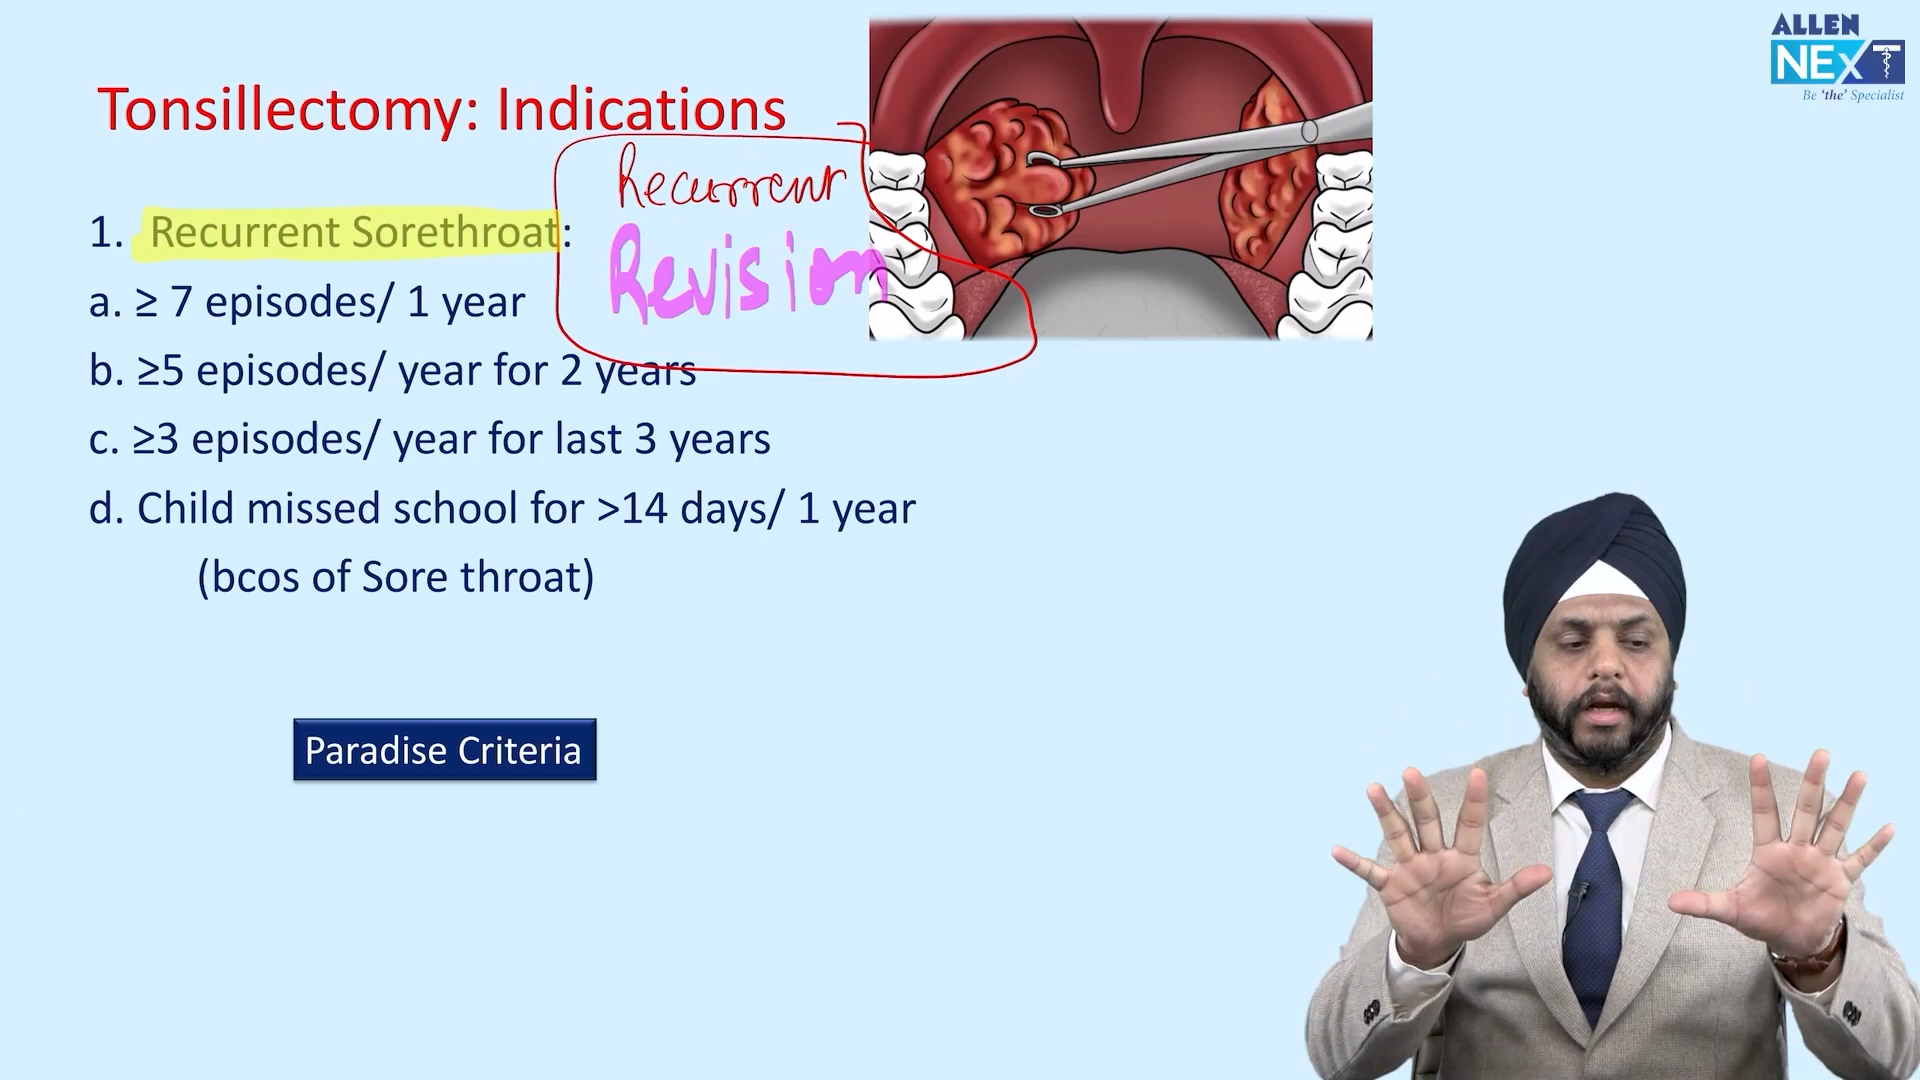 ALLEN
NEXT
Be 'the' Specialist
Tonsillectomy: Indications
Recurrent
Revision
1. Recurrent Sorethroat:
a. ≥ 7 episodes/ 1 year
b. ≥5 episodes/ year for 2 years
c. ≥3 episodes/ year for last 3 years
d. Child missed school for >14 days/ 1 year
(bcos of Sore throat)
Paradise Criteria